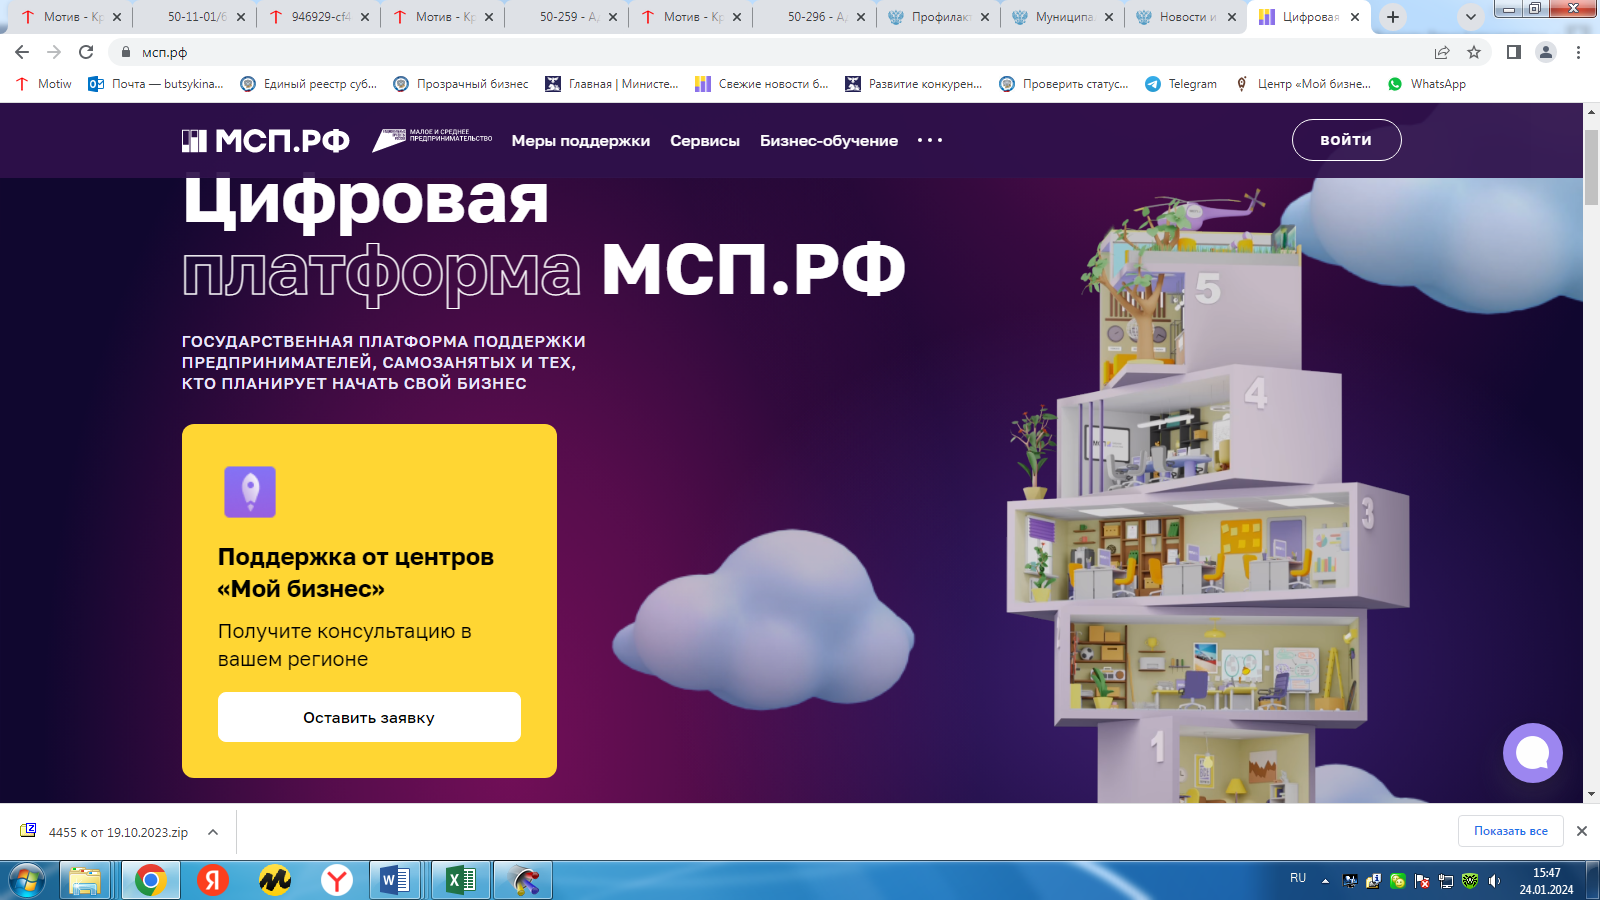 Мотив - Кр
50-11-01/6
946929-cf4
Мотив - Кр
50-259 - А
Мотив - Кр
50-296 - А
Профилакт
Муниципа
Новости и
Цифровая
мсп.рф
Motiw
Почта — butsykina...
Единый реестр суб...
Прозрачный бизнес
Главная | Министе...
Свежие новости б...
Развитие конкурен...
Проверить статус...
Telegram
Центр «Мой бизне...
WhatsApp
МСП.РФ
МАЛОЕ И СРЕДНЕЕ
ПРЕДПРИНИМАТЕЛЬСТВО
Меры поддержки
Сервисы
Бизнес-обучение
ВОЙТИ
Цифровая
платформа МСП.РФ
ГОСУДАРСТВЕННАЯ ПЛАТФОРМА ПОДДЕРЖКИ
ПРЕДПРИНИМАТЕЛЕЙ, САМОЗАНЯТЫХ И ТЕХ,
КТО ПЛАНИРУЕТ НАЧАТЬ СВОЙ БИЗНЕС
5
4
МСП
3
1
Поддержка от центров
«Мой бизнес»
Получите консультацию в
вашем регионе
Оставить заявку
4455 к от 19.10.2023.zip
Показать все
RU
15:47
24.01.2024